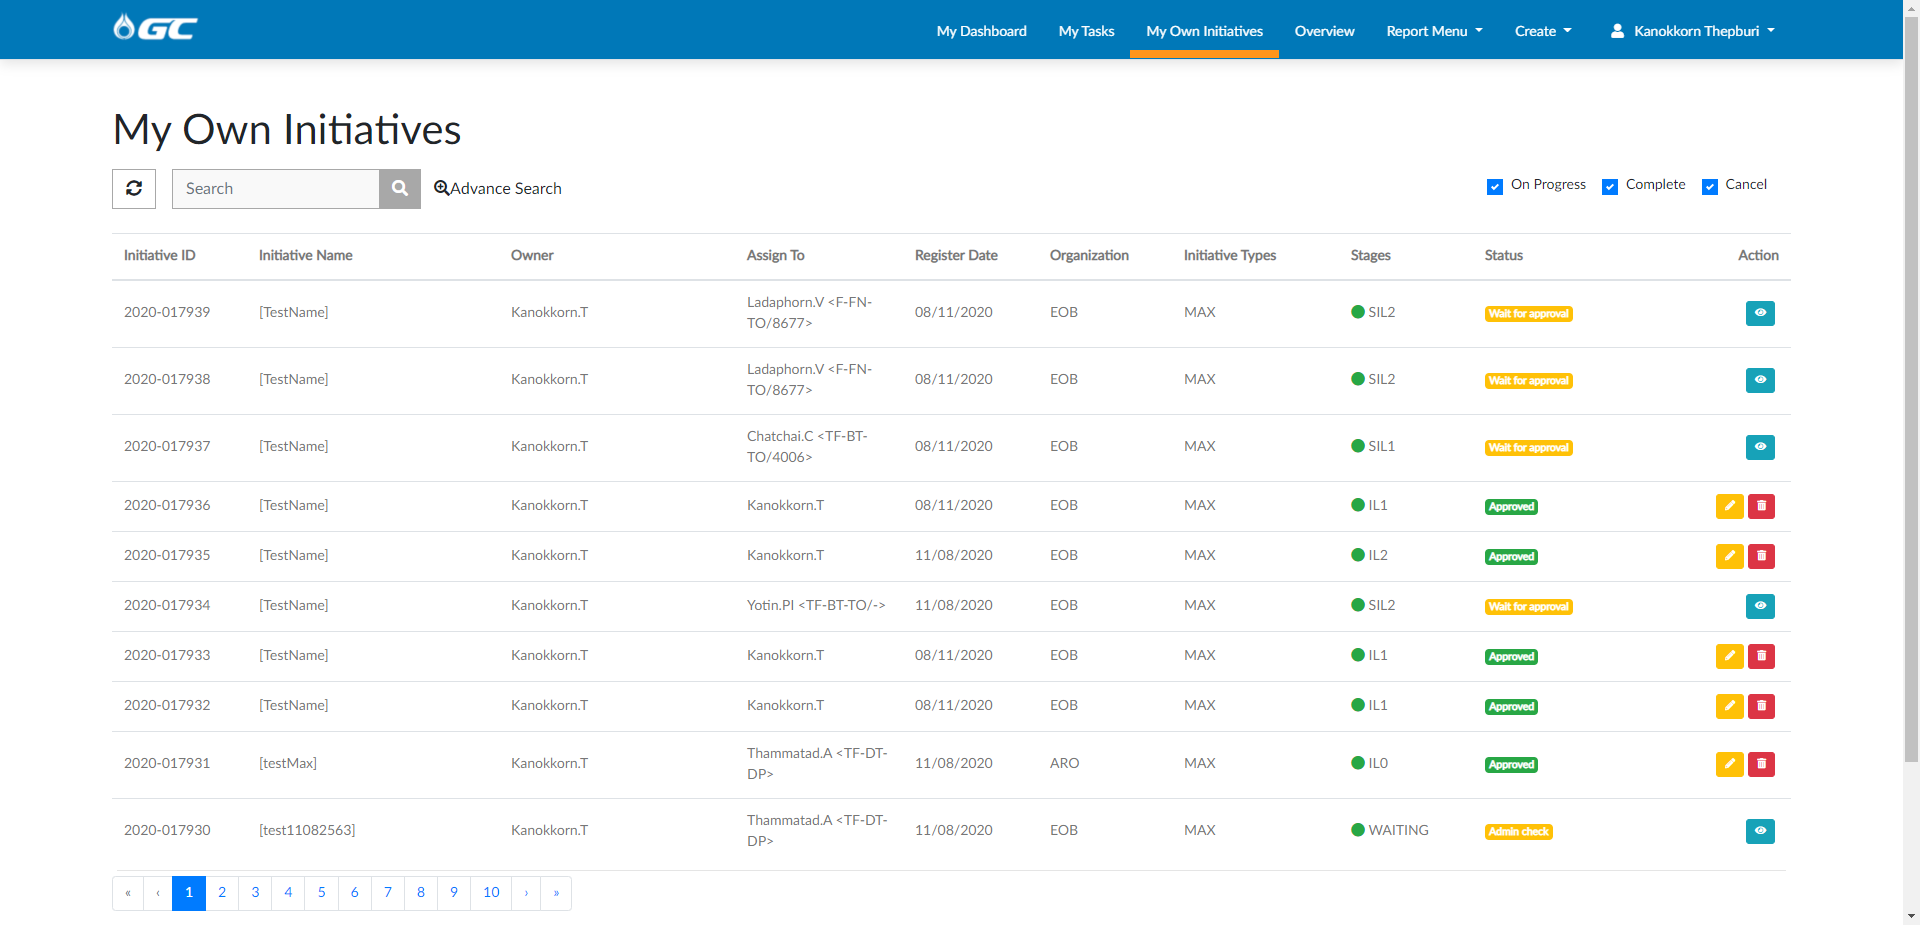 GC
My Dashboard My Tasks My Own Initiatives Overview Report Menu Create Kanokkorn Thepburi
My Own Initiatives
Search Advance Search On Progress Complete Cancel
Initiative ID Initiative Name Owner Assign To Register Date Organization Initiative Types Stages Status Action
2020-017939 [TestName] Kanokkorn.T Ladaphorn.V <F-FN-TO/8677> 08/11/2020 EOB MAX SIL2 Wait for approval
2020-017938 [TestName] Kanokkorn.T Ladaphorn.V <F-FN-TO/8677> 08/11/2020 EOB MAX SIL2 Wait for approval
2020-017937 [TestName] Kanokkorn.T Chatchai.C <TF-BT-TO/4006> 08/11/2020 EOB MAX SIL1 Wait for approval
2020-017936 [TestName] Kanokkorn.T Kanokkorn.T 08/11/2020 EOB MAX IL1 Approved
2020-017935 [TestName] Kanokkorn.T Kanokkorn.T 11/08/2020 EOB MAX IL2 Approved
2020-017934 [TestName] Kanokkorn.T Yotin.PI <TF-BT-TO/-> 11/08/2020 EOB MAX SIL2 Wait for approval
2020-017933 [TestName] Kanokkorn.T Kanokkorn.T 08/11/2020 EOB MAX IL1 Approved
2020-017932 [TestName] Kanokkorn.T Kanokkorn.T 08/11/2020 EOB MAX IL1 Approved
2020-017931 [testMax] Kanokkorn.T Thammatad.A <TF-DT-DP> 11/08/2020 ARO MAX IL0 Approved
2020-017930 [test11082563] Kanokkorn.T Thammatad.A <TF-DT-DP> 11/08/2020 EOB MAX WAITING Admin check
« ‹ 1 2 3 4 5 6 7 8 9 10 › »